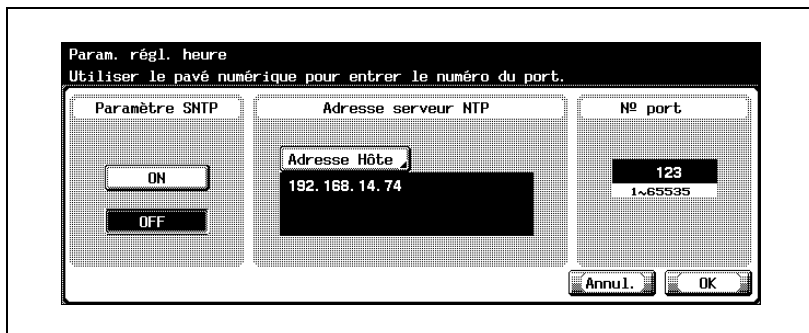 Param. régl. heure
Utiliser le pavé numérique pour entrer le numéro du port.
Paramètre SNTP
Adresse serveur NTP
Nº port
Adresse Hôte
ON
192.168.14.74
123
1~65535
OFF
Annul.
OK